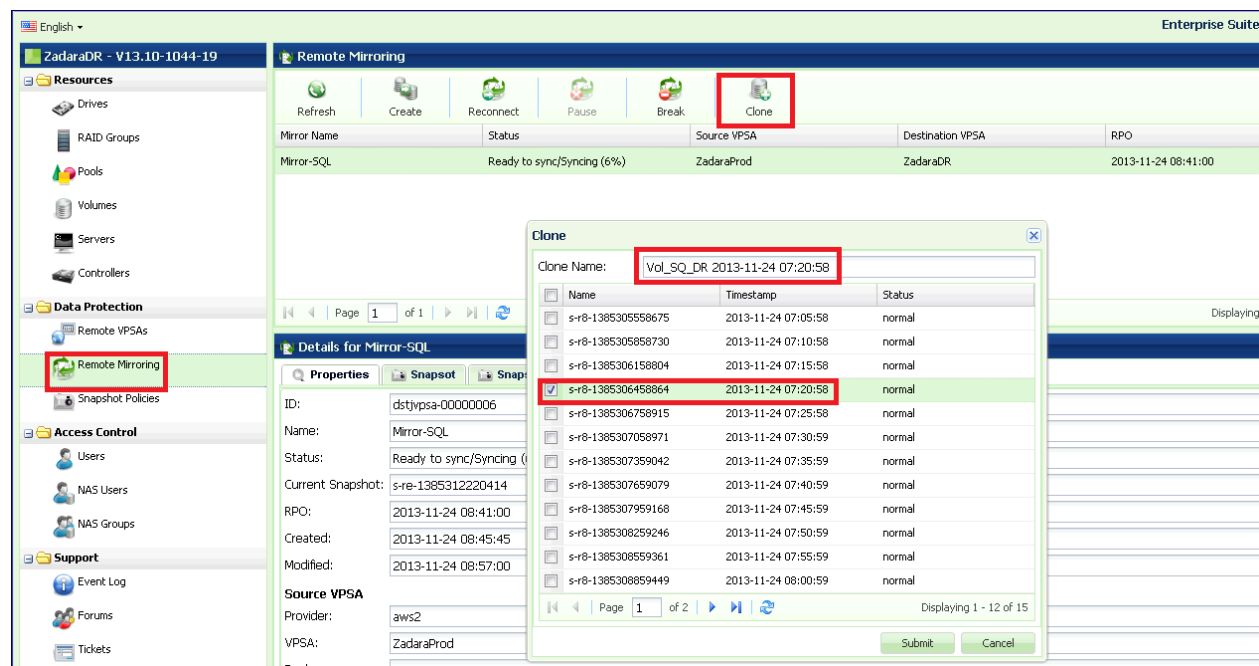 English
Enterprise Suite
ZadaraDR - V13.10-1044-19
Resources
Drives
RAID Groups
Pools
Volumes
Servers
Controllers
Data Protection
Remote VPSAs
Remote Mirroring
Snapshot Policies
Access Control
Users
NAS Users
NAS Groups
Support
Event Log
Forums
Tickets
Remote Mirroring
Refresh Create Reconnect Pause Break Clone
Mirror Name Status Source VPSA Destination VPSA RPO
Mirror-SQL Ready to sync/Syncing (6%) ZadaraProd ZadaraDR 2013-11-24 08:41:00
Page 1 of 1 Displaying
Details for Mirror-SQL
Properties Snapsot Snaps
ID: dstjvpsa-00000006
Name: Mirror-SQL
Status: Ready to sync/Syncing (
Current Snapshot: s-re-1385312220414
RPO: 2013-11-24 08:41:00
Created: 2013-11-24 08:45:45
Modified: 2013-11-24 08:57:00
Source VPSA
Provider: aws2
VPSA: ZadaraProd
Clone
Clone Name: Vol_SQ_DR 2013-11-24 07:20:58
Name Timestamp Status
s-r8-1385305558675 2013-11-24 07:05:58 normal
s-r8-1385305858730 2013-11-24 07:10:58 normal
s-r8-1385306158804 2013-11-24 07:15:58 normal
s-r8-1385306458864 2013-11-24 07:20:58 normal
s-r8-1385306758915 2013-11-24 07:25:58 normal
s-r8-1385307058971 2013-11-24 07:30:59 normal
s-r8-1385307359042 2013-11-24 07:35:59 normal
s-r8-1385307659079 2013-11-24 07:40:59 normal
s-r8-1385307959168 2013-11-24 07:45:59 normal
s-r8-1385308259246 2013-11-24 07:50:59 normal
s-r8-1385308559361 2013-11-24 07:55:59 normal
s-r8-1385308859449 2013-11-24 08:00:59 normal
Page 1 of 2 Displaying 1 - 12 of 15
Submit Cancel